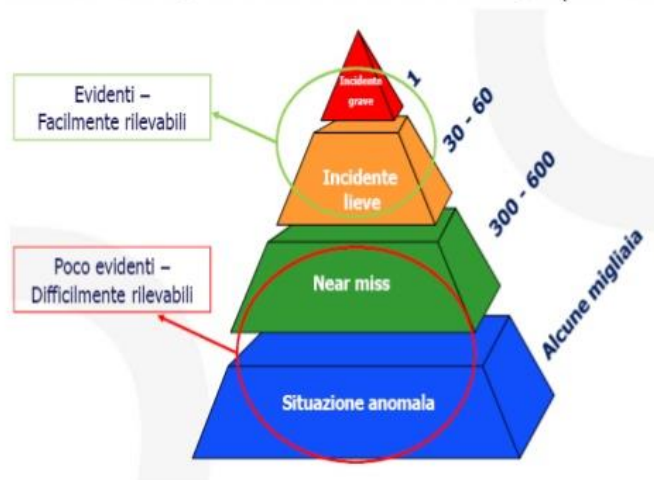 Incidente
grave
1
Evidenti –
Facilmente rilevabili
30 - 60
Incidente
lieve
300 - 600
Poco evidenti –
Difficilmente rilevabili
Near miss
Alcune migliaia
Situazione anomala